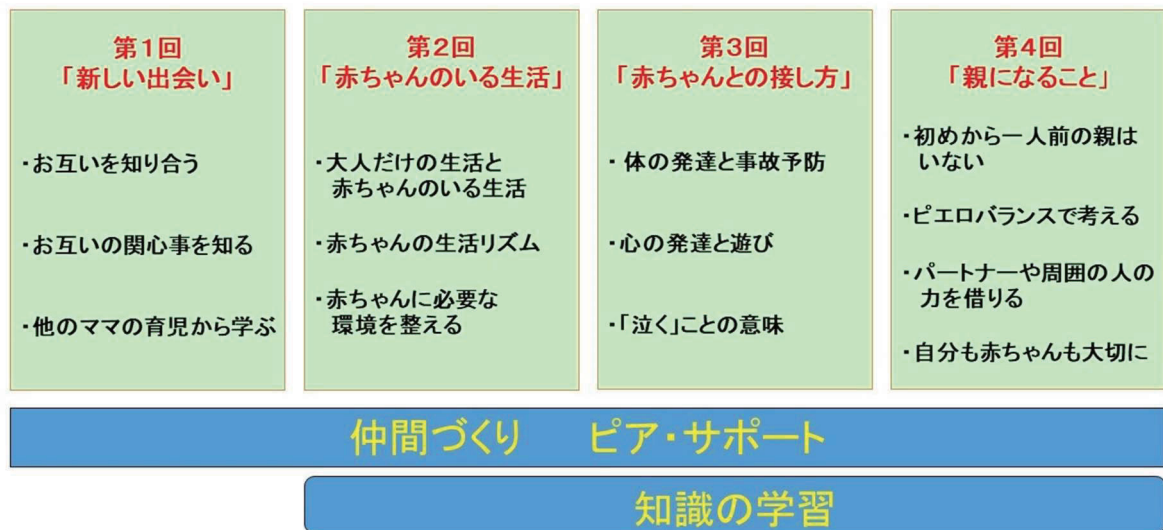 第1回
「新しい出会い」
・お互いを知り合う
・お互いの関心事を知る
・他のママの育児から学ぶ
第2回
「赤ちゃんのいる生活」
・大人だけの生活と
赤ちゃんのいる生活
・赤ちゃんの生活リズム
・赤ちゃんに必要な
環境を整える
第3回
「赤ちゃんとの接し方」
・体の発達と事故予防
・心の発達と遊び
・「泣く」ことの意味
第4回
「親になること」
・初めから一人前の親は
いない
・ピエロバランスで考える
・パートナーや周囲の人の
力を借りる
・自分も赤ちゃんも大切に
仲間づくり ピア・サポート
知識の学習